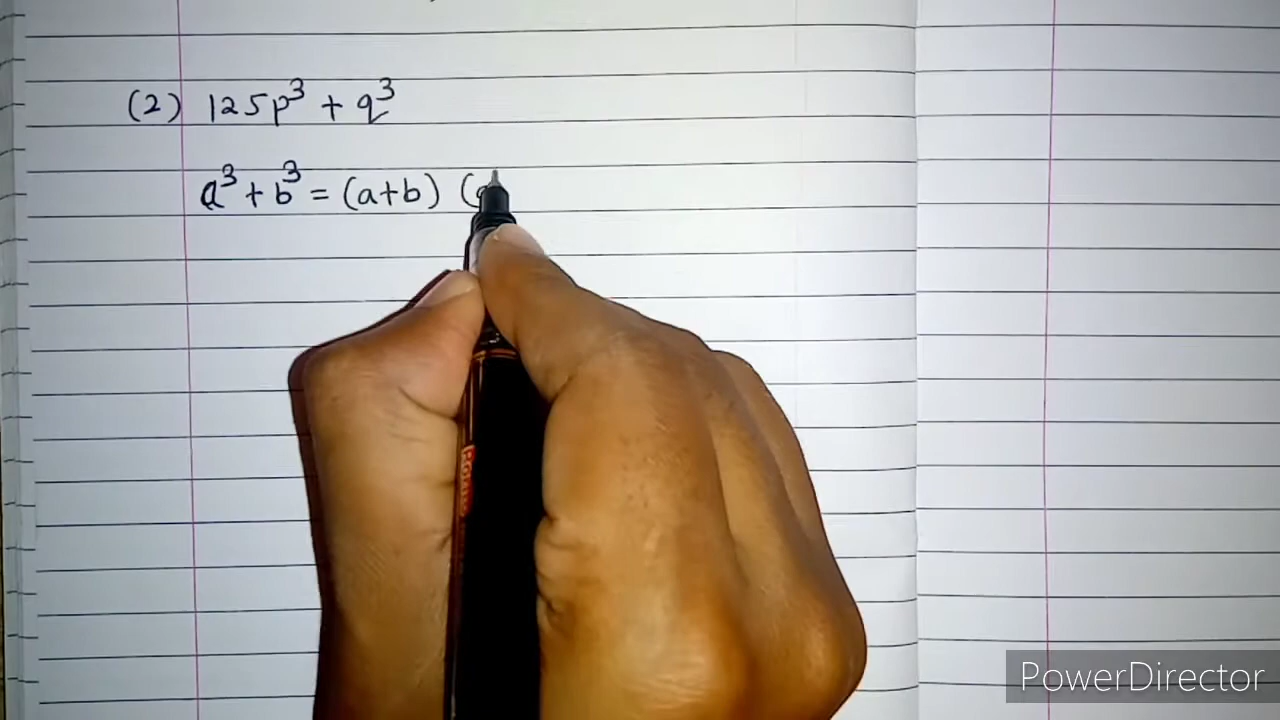 (2) 125p³ + q³
a³ + b³ = (a+b) (a
PowerDirector